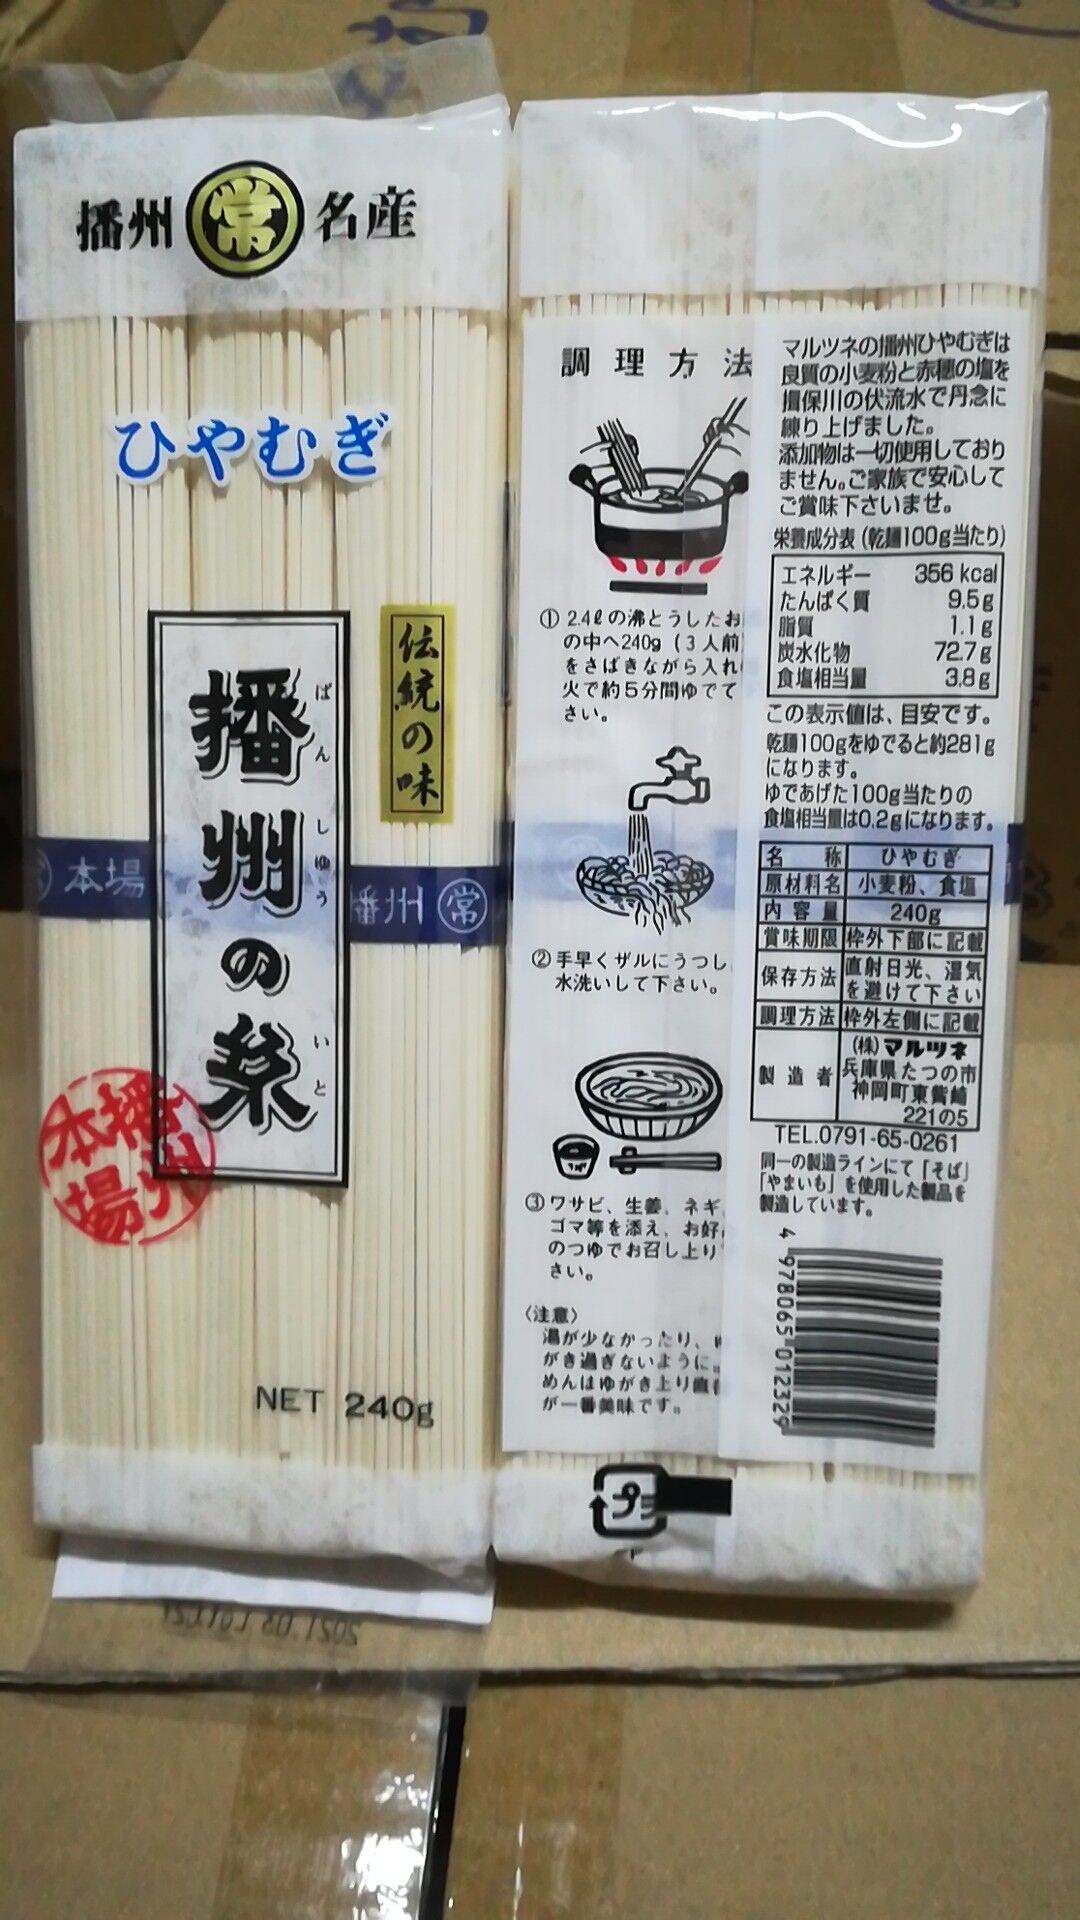 播州 常 名産
ひやむぎ
伝統の味
播州の糸
ばん
しゅう
いと
本場
播州 常
播州
本場
NET 240g
調理方法
① 2.4ℓの沸とうしたお
の中へ240g (3人前
をさばきながら入れ
火で約5分間ゆでて
さい。
② 手早くザルにうつし
水洗いして下さい。
③ ワサビ、生姜、ネギ
ゴマ等を添え、お好
のつゆでお召し上り
さい。
〈注意〉
湯が少なかったり、ゆ
がき過ぎないように。
めんはゆがき上り直
が一番美味です。
プラ
マルツネの播州ひやむぎは
良質の小麦粉と赤穂の塩を
揖保川の伏流水で丹念に
練り上げました。
添加物は一切使用しており
ません。ご家族で安心して
ご賞味下さいませ。
栄養成分表 (乾麺100g当たり)
エネルギー 356 kcal
たんぱく質 9.5g
脂質 1.1g
炭水化物 72.7g
食塩相当量 3.8g
この表示値は、目安です。
乾麺100gをゆでると約281g
になります。
ゆであげた100g当たりの
食塩相当量は0.2gになります。
名称 ひやむぎ
原材料名 小麦粉、食塩
内容量 240g
賞味期限 枠外下部に記載
保存方法 直射日光、湿気
を避けて下さい
調理方法 枠外左側に記載
製造者 (株)マルツネ
兵庫県たつの市
神岡町東觜崎
221の5
TEL.0791-65-0261
同一の製造ラインにて「そば」
「やまいも」を使用した製品を
製造しています。
4 978065 012329